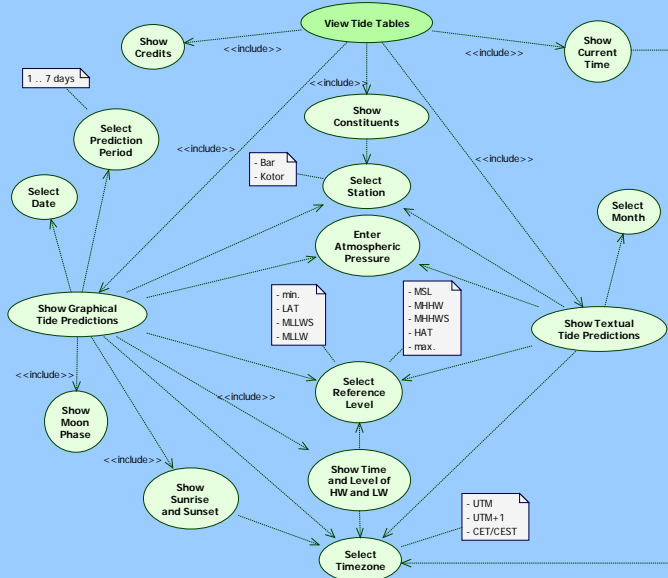 View Tide Tables
Show
Credits
<<include>>
<<include>>
Show
Current
Time
1 .. 7 days
<<include>>
Show
Constituents
Select
Prediction
Period
<<include>>
- Bar
- Kotor
<<include>>
Select
Station
Select
Date
Select
Month
Enter
Atmospheric
Pressure
- min.
- LAT
- MLLWS
- MLLW
- MSL
- MHHW
- MHHWS
- HAT
- max.
Show Graphical
Tide Predictions
Show Textual
Tide Predictions
<<include>>
Select
Reference
Level
<<include>>
Show
Moon
Phase
<<include>>
Show Time
and Level of
HW and LW
Show
Sunrise
and Sunset
- UTM
- UTM+1
- CET/CEST
Select
Timezone